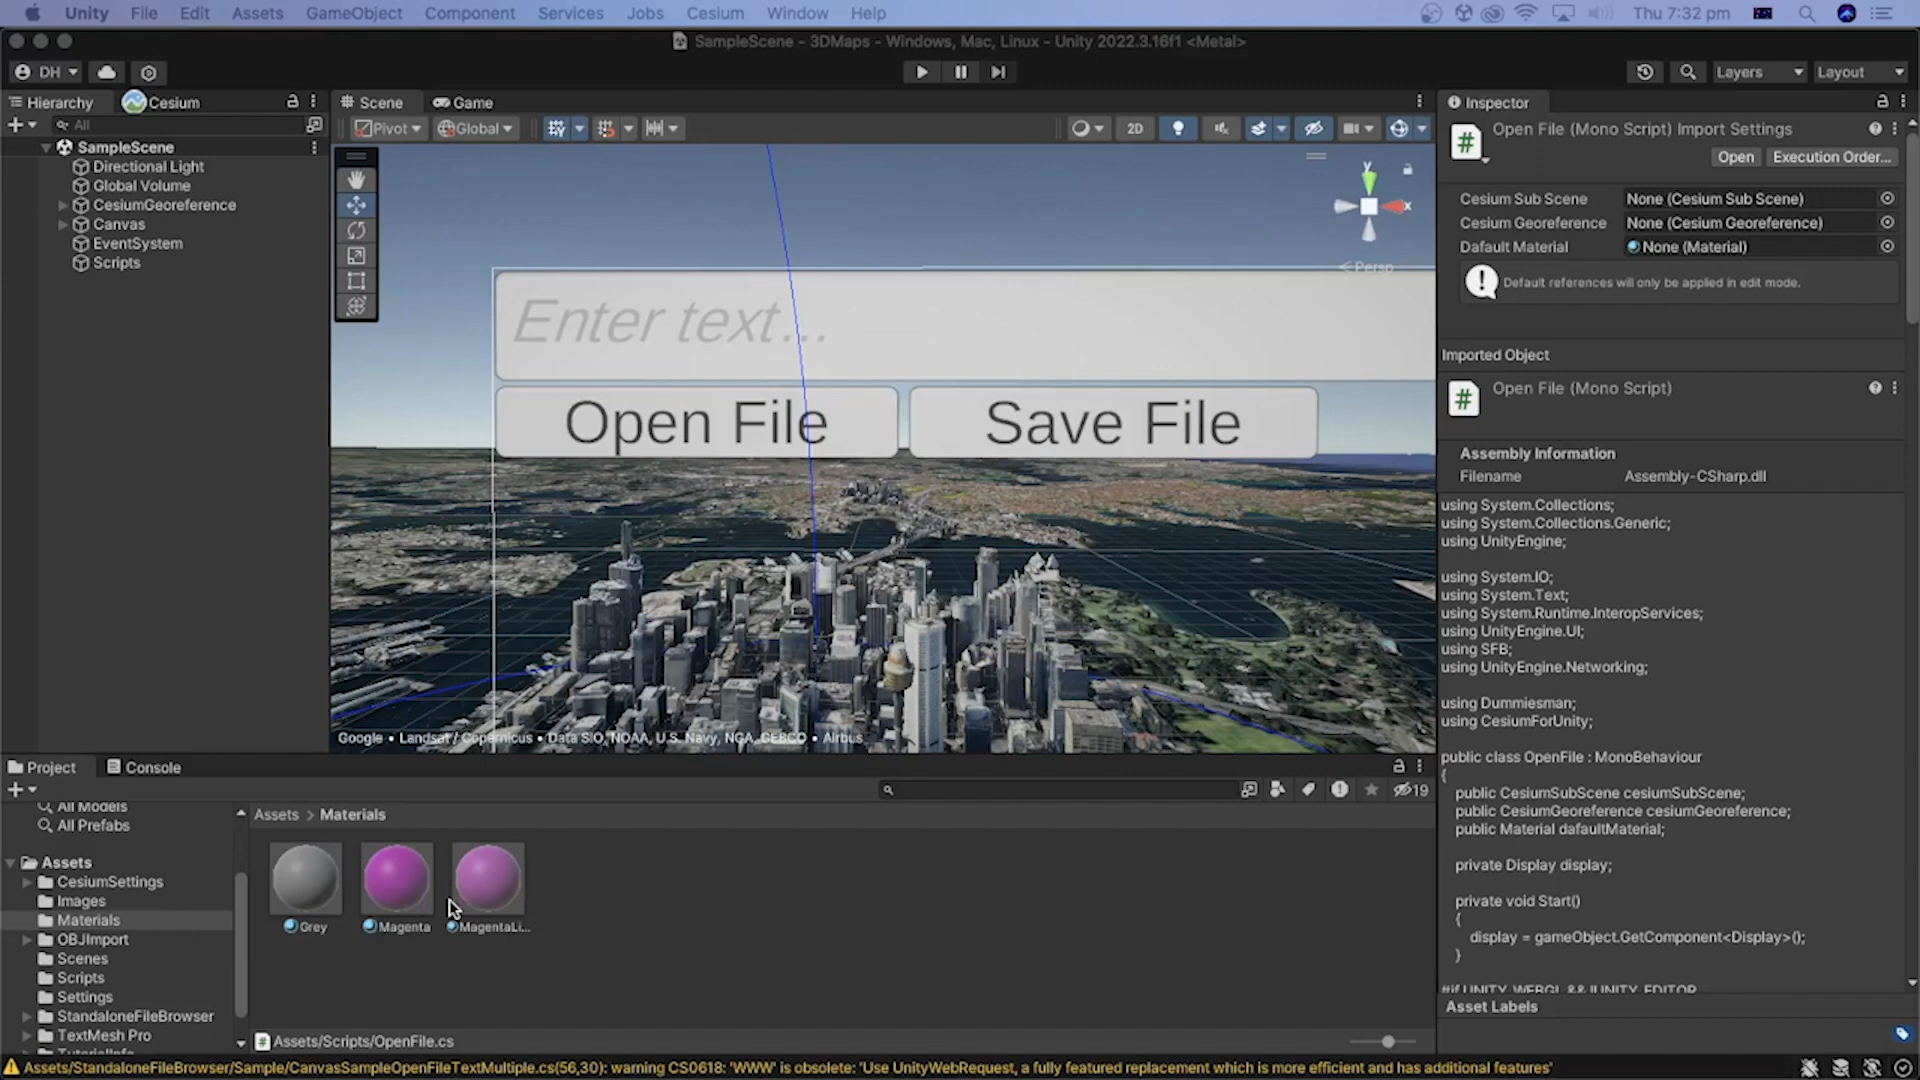 Unity File Edit Assets GameObject Component Services Jobs Cesium Window Help Thu 7:32 pm
SampleScene - 3DMaps - Windows, Mac, Linux - Unity 2022.3.16f1 <Metal>
DH Layers Layout
Hierarchy Cesium
All
SampleScene
Directional Light
Global Volume
CesiumGeoreference
Canvas
EventSystem
Scripts
Scene Game
Pivot Global 2D
y
x
Persp
Enter text...
Open File Save File
Google • Landsat / Copernicus • Data SIO, NOAA, U.S. Navy, NGA, GEBCO • Airbus
Inspector
Open File (Mono Script) Import Settings
Open Execution Order...
Cesium Sub Scene None (Cesium Sub Scene)
Cesium Georeference None (Cesium Georeference)
Dafault Material None (Material)
Default references will only be applied in edit mode.
Imported Object
Open File (Mono Script)
Assembly Information
Filename Assembly-CSharp.dll
using System.Collections;
using System.Collections.Generic;
using UnityEngine;
using System.IO;
using System.Text;
using System.Runtime.InteropServices;
using UnityEngine.UI;
using SFB;
using UnityEngine.Networking;
using Dummiesman;
using CesiumForUnity;
public class OpenFile : MonoBehaviour
{
public CesiumSubScene cesiumSubScene;
public CesiumGeoreference cesiumGeoreference;
public Material dafaultMaterial;
private Display display;
private void Start()
{
display = gameObject.GetComponent<Display>();
}
#if UNITY_WEBGL && !UNITY_EDITOR
Asset Labels
Project Console
19
All Models
All Prefabs
Assets
CesiumSettings
Images
Materials
OBJImport
Scenes
Scripts
Settings
StandaloneFileBrowser
TextMesh Pro
TutorialInfo
Assets > Materials
Grey Magenta MagentaLi...
Assets/Scripts/OpenFile.cs
Assets/StandaloneFileBrowser/Sample/CanvasSampleOpenFileTextMultiple.cs(56,30): warning CS0618: 'WWW' is obsolete: 'Use UnityWebRequest, a fully featured replacement which is more efficient and has additional features'